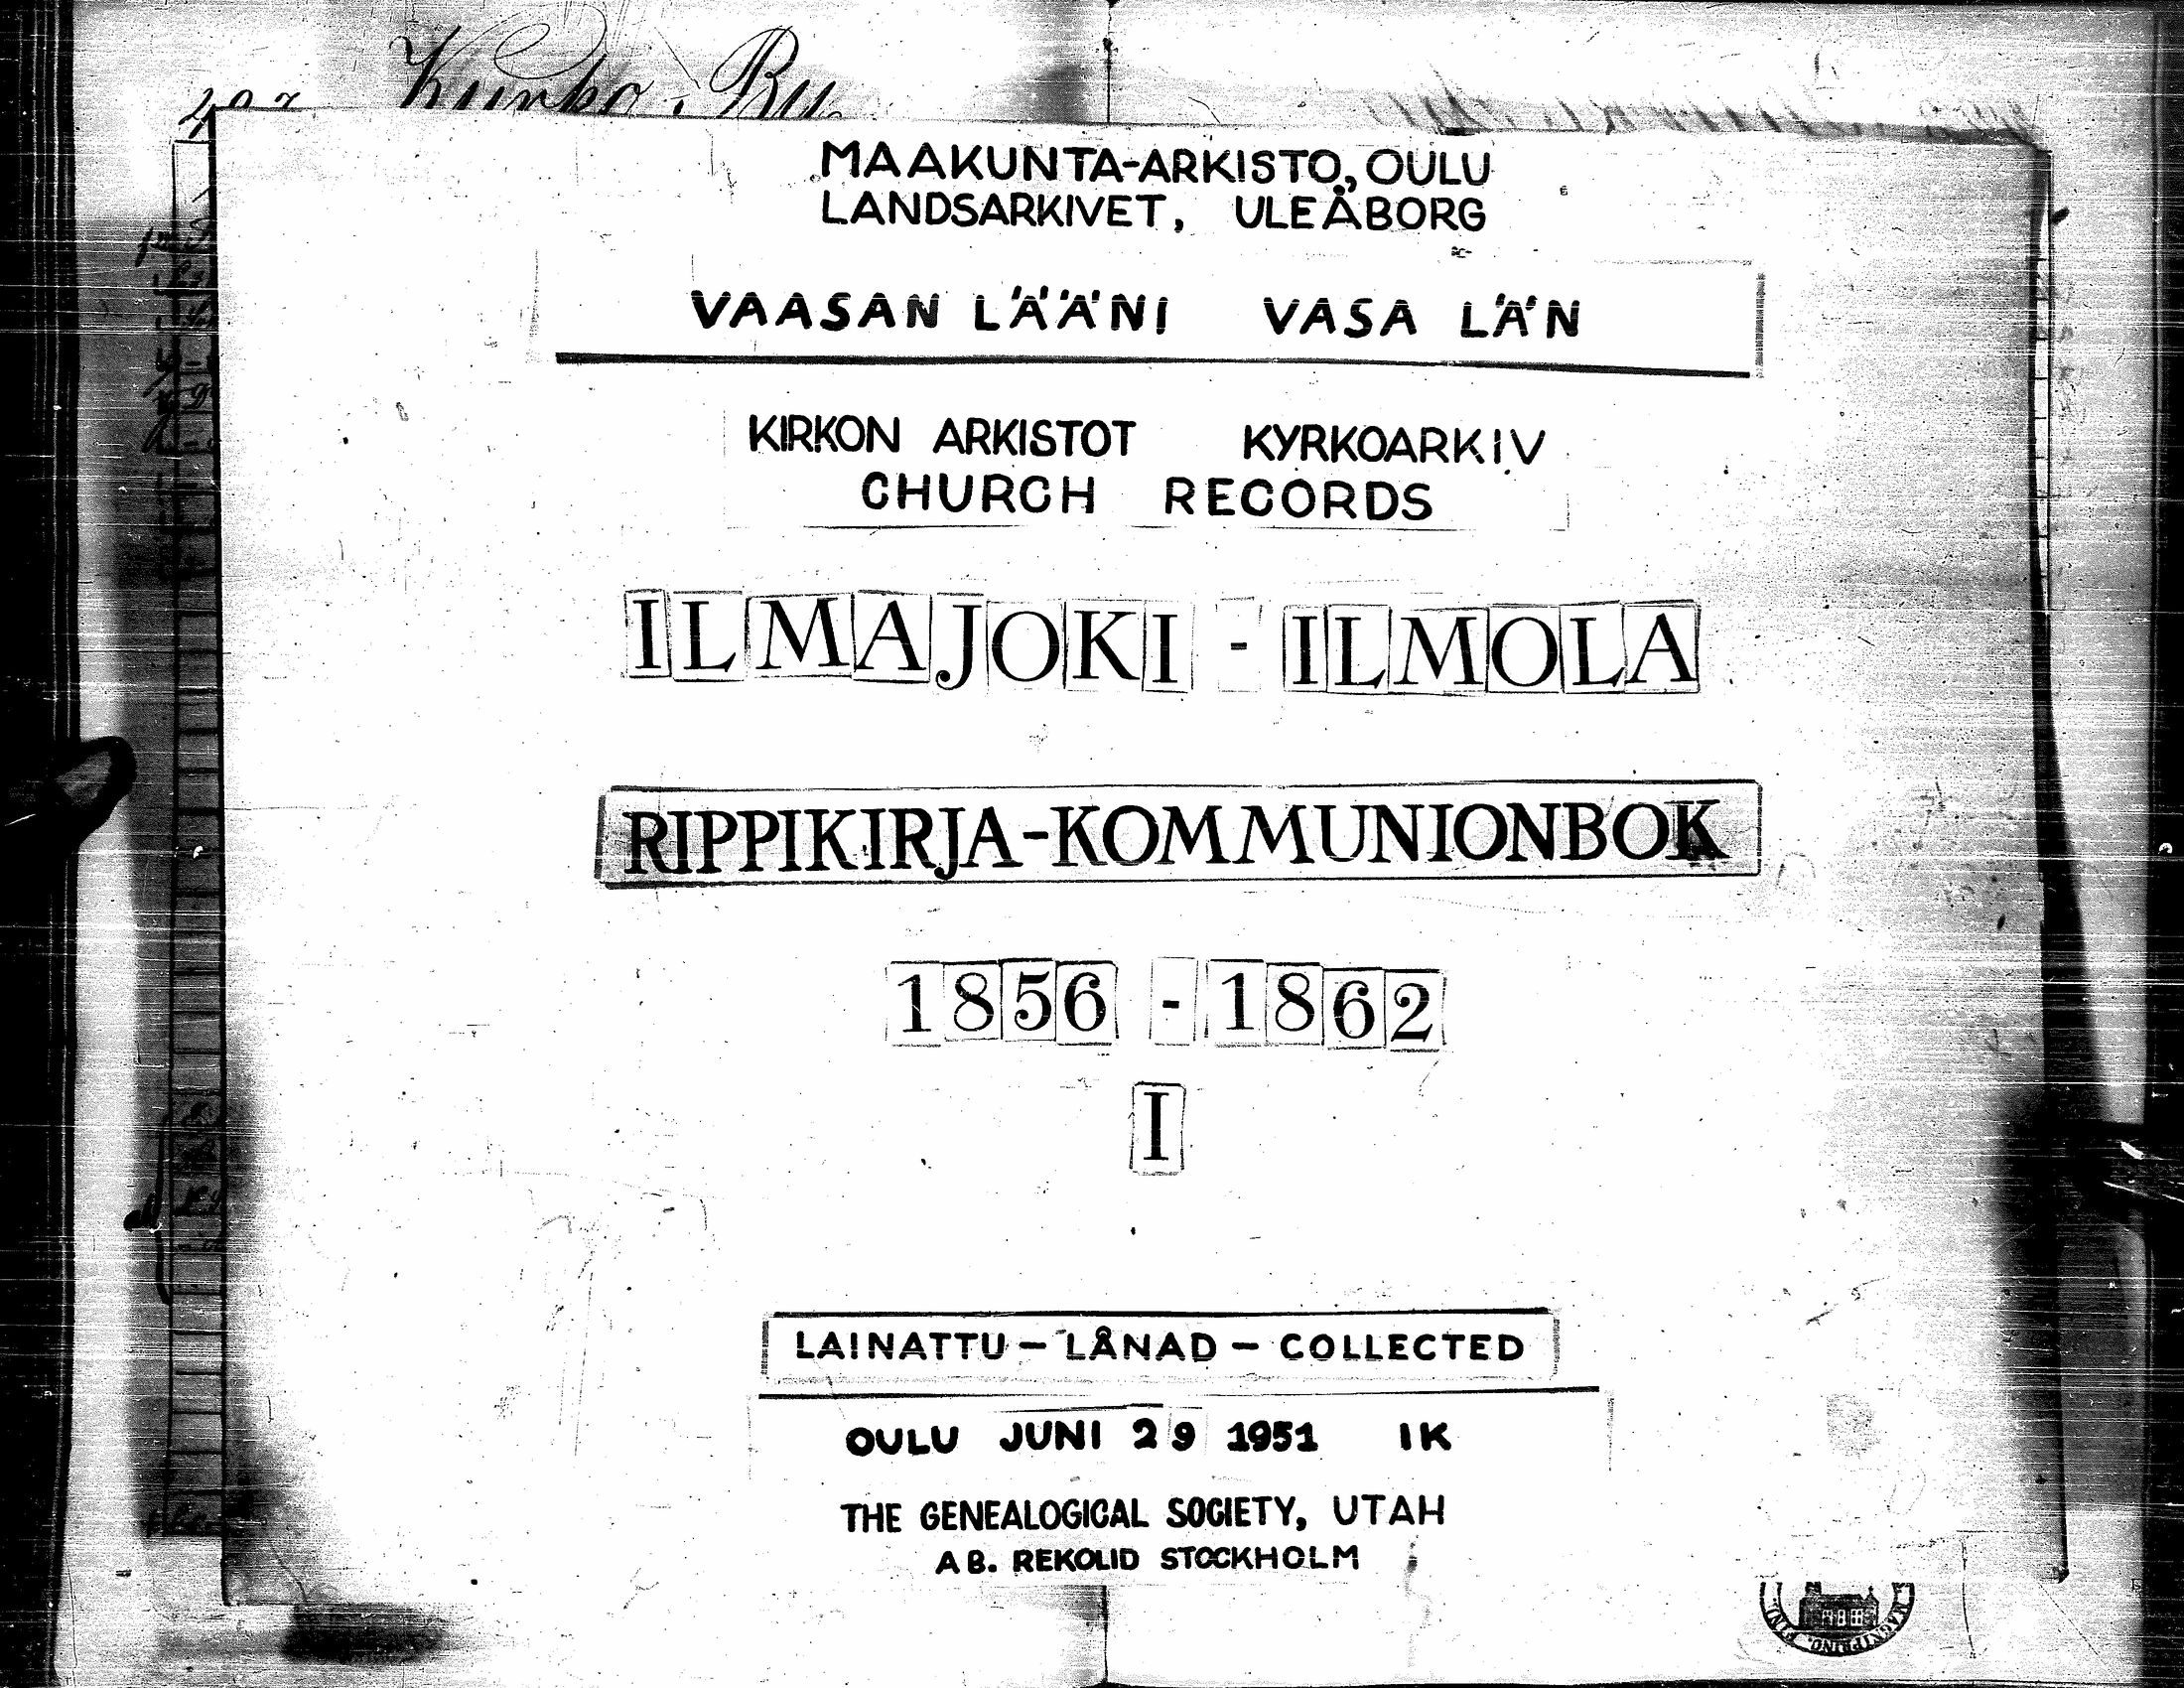 MAAKUNTA-ARKISTO, OULU
LANDSARKIVET, ULEÅBORG
VAASAN LÄÄNI VASA LÄN
KIRKON ARKISTOT KYRKOARKIV
CHURCH RECORDS
ILMAJOKI - ILMOLA
RIPPIKIRJA-KOMMUNIONBOK
1856 - 1862
I
LAINATTU - LÅNAD - COLLECTED
OULU JUNI 29 1951 IK
THE GENEALOGICAL SOCIETY, UTAH
AB. REKOLID STOCKHOLM